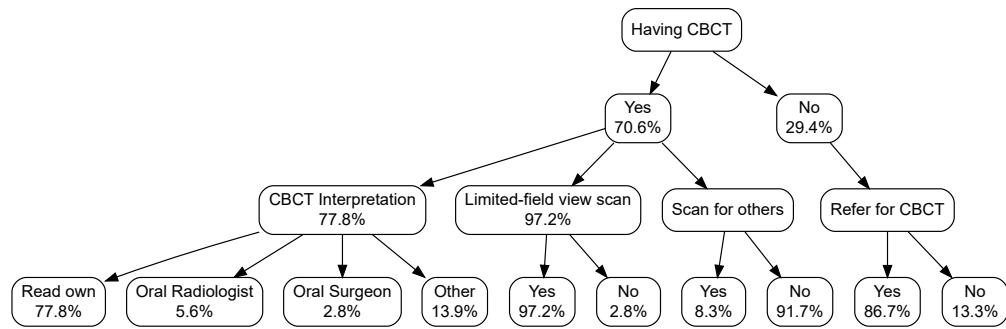 Having CBCT
Yes
70.6%
No
29.4%
CBCT Interpretation
77.8%
Limited-field view scan
97.2%
Scan for others
Refer for CBCT
Read own
77.8%
Oral Radiologist
5.6%
Oral Surgeon
2.8%
Other
13.9%
Yes
97.2%
No
2.8%
Yes
8.3%
No
91.7%
Yes
86.7%
No
13.3%